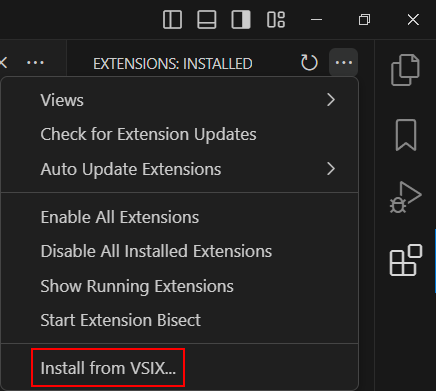 EXTENSIONS: INSTALLED
Views
Check for Extension Updates
Auto Update Extensions
Enable All Extensions
Disable All Installed Extensions
Show Running Extensions
Start Extension Bisect
Install from VSIX...